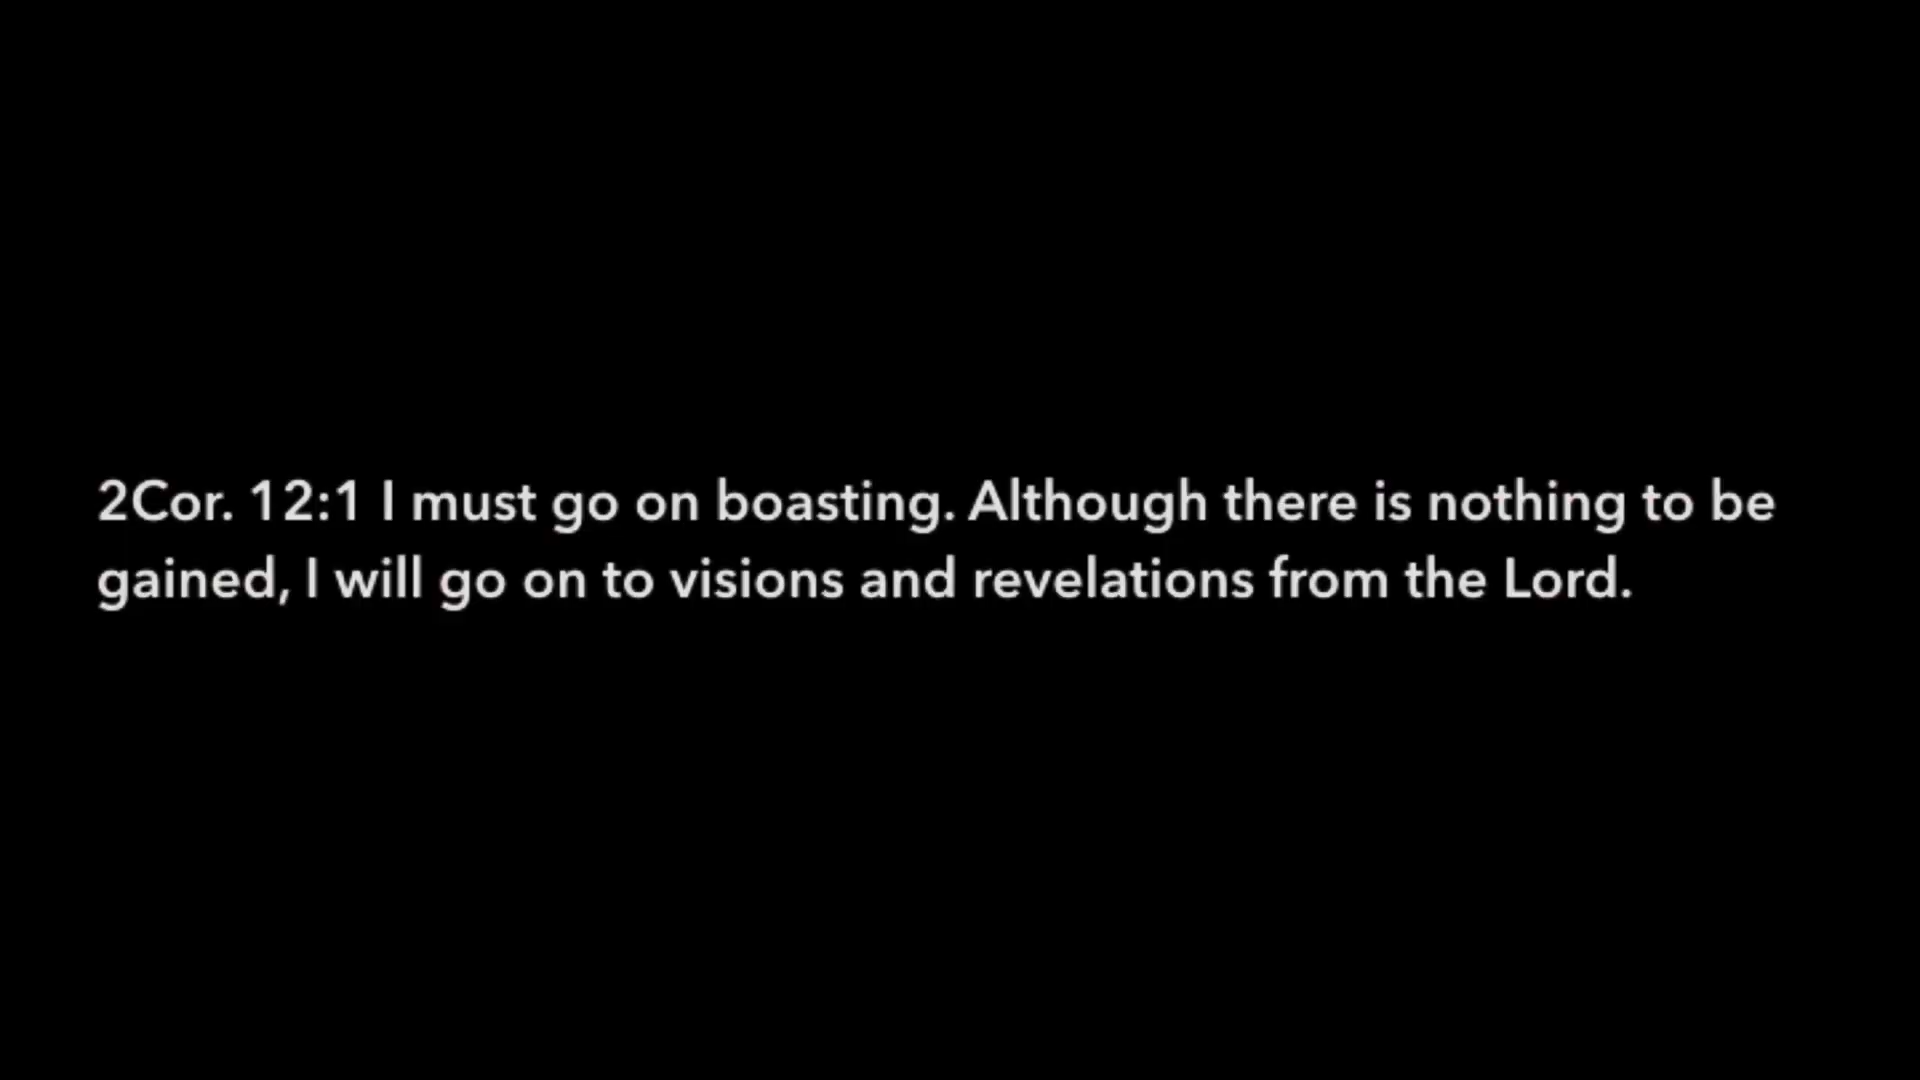 2Cor. 12:1 I must go on boasting. Although there is nothing to be
gained, I will go on to visions and revelations from the Lord.